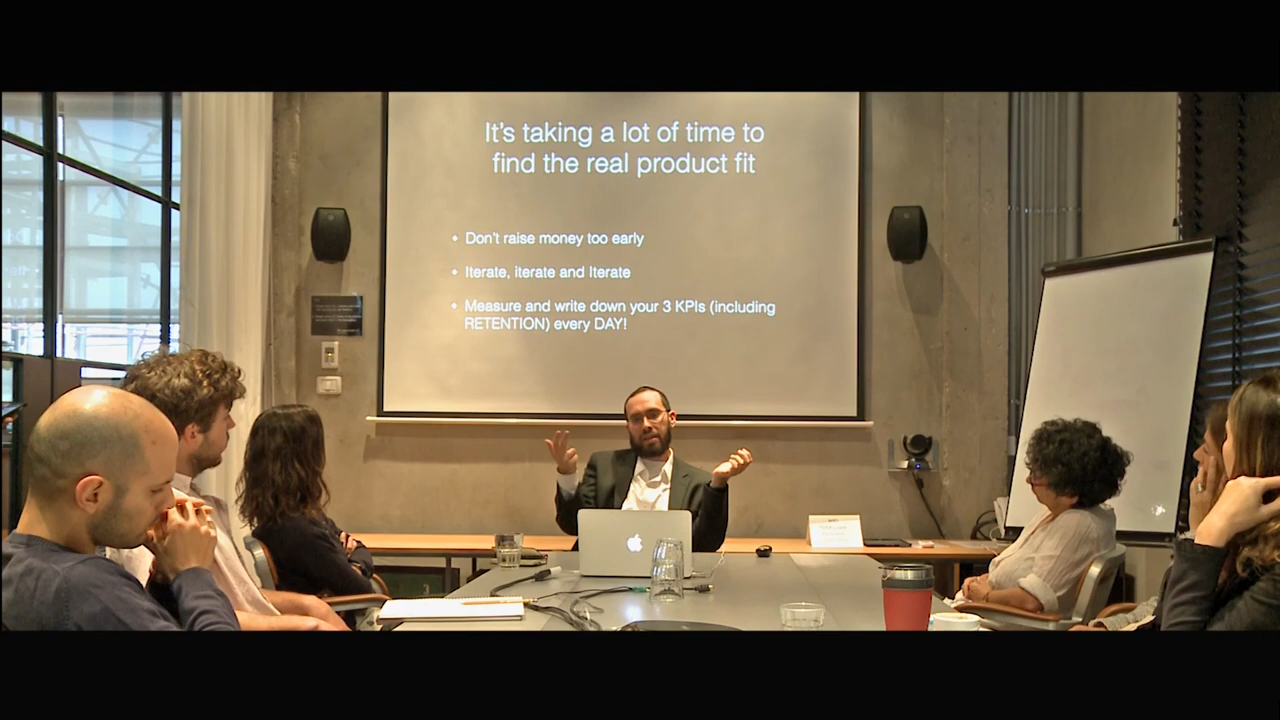 It's taking a lot of time to
find the real product fit
• Don't raise money too early
• Iterate, iterate and Iterate
• Measure and write down your 3 KPIs (including
RETENTION) every DAY!